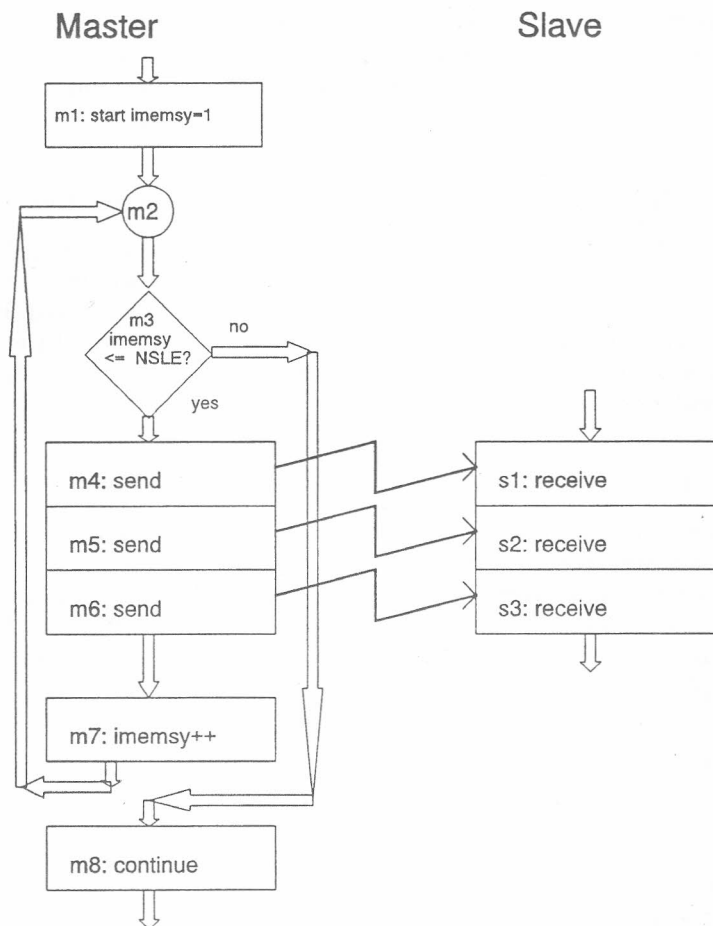 Master
Slave
m1: start imemsy=1
m2
m3
imemsy
<= NSLE?
no
yes
m4: send
s1: receive
m5: send
s2: receive
m6: send
s3: receive
m7: imemsy++
m8: continue